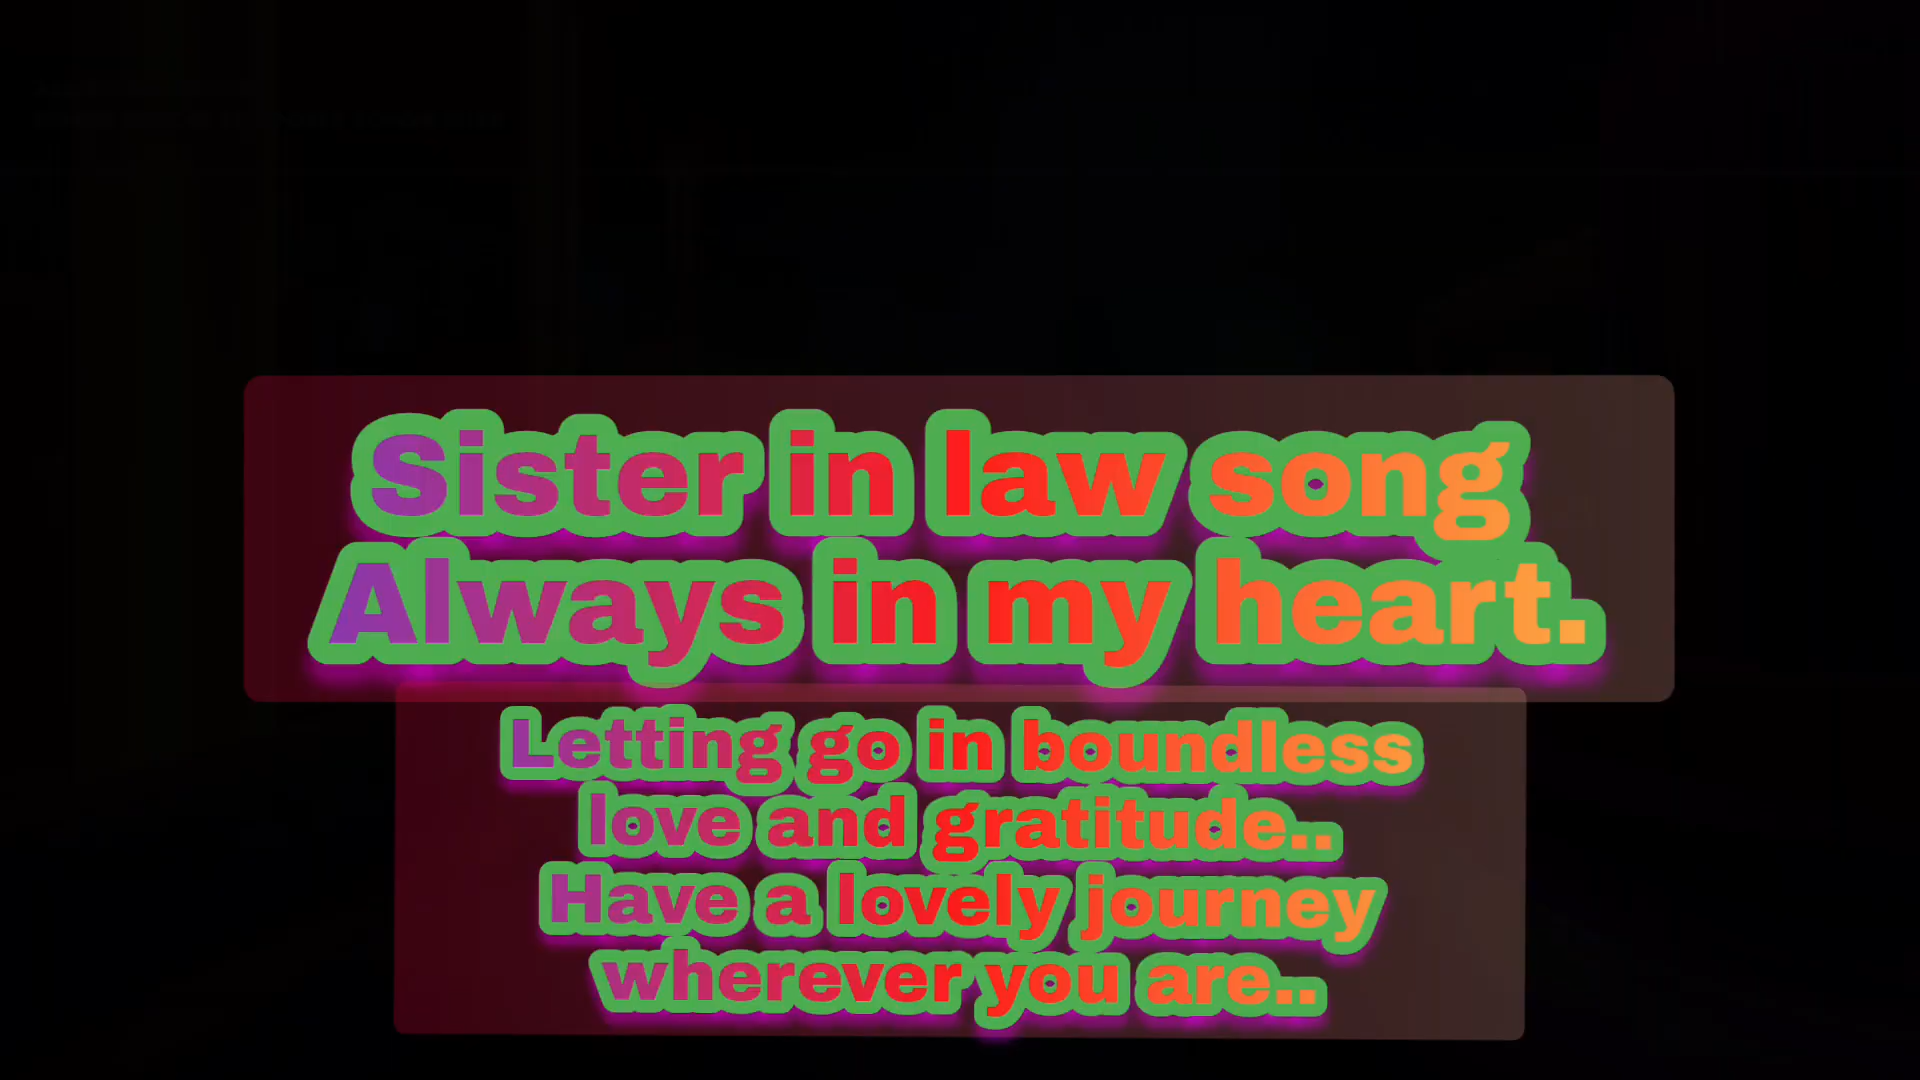 Sister in law song
Always in my heart.
Letting go in boundless
love and gratitude..
Have a lovely journey
wherever you are..